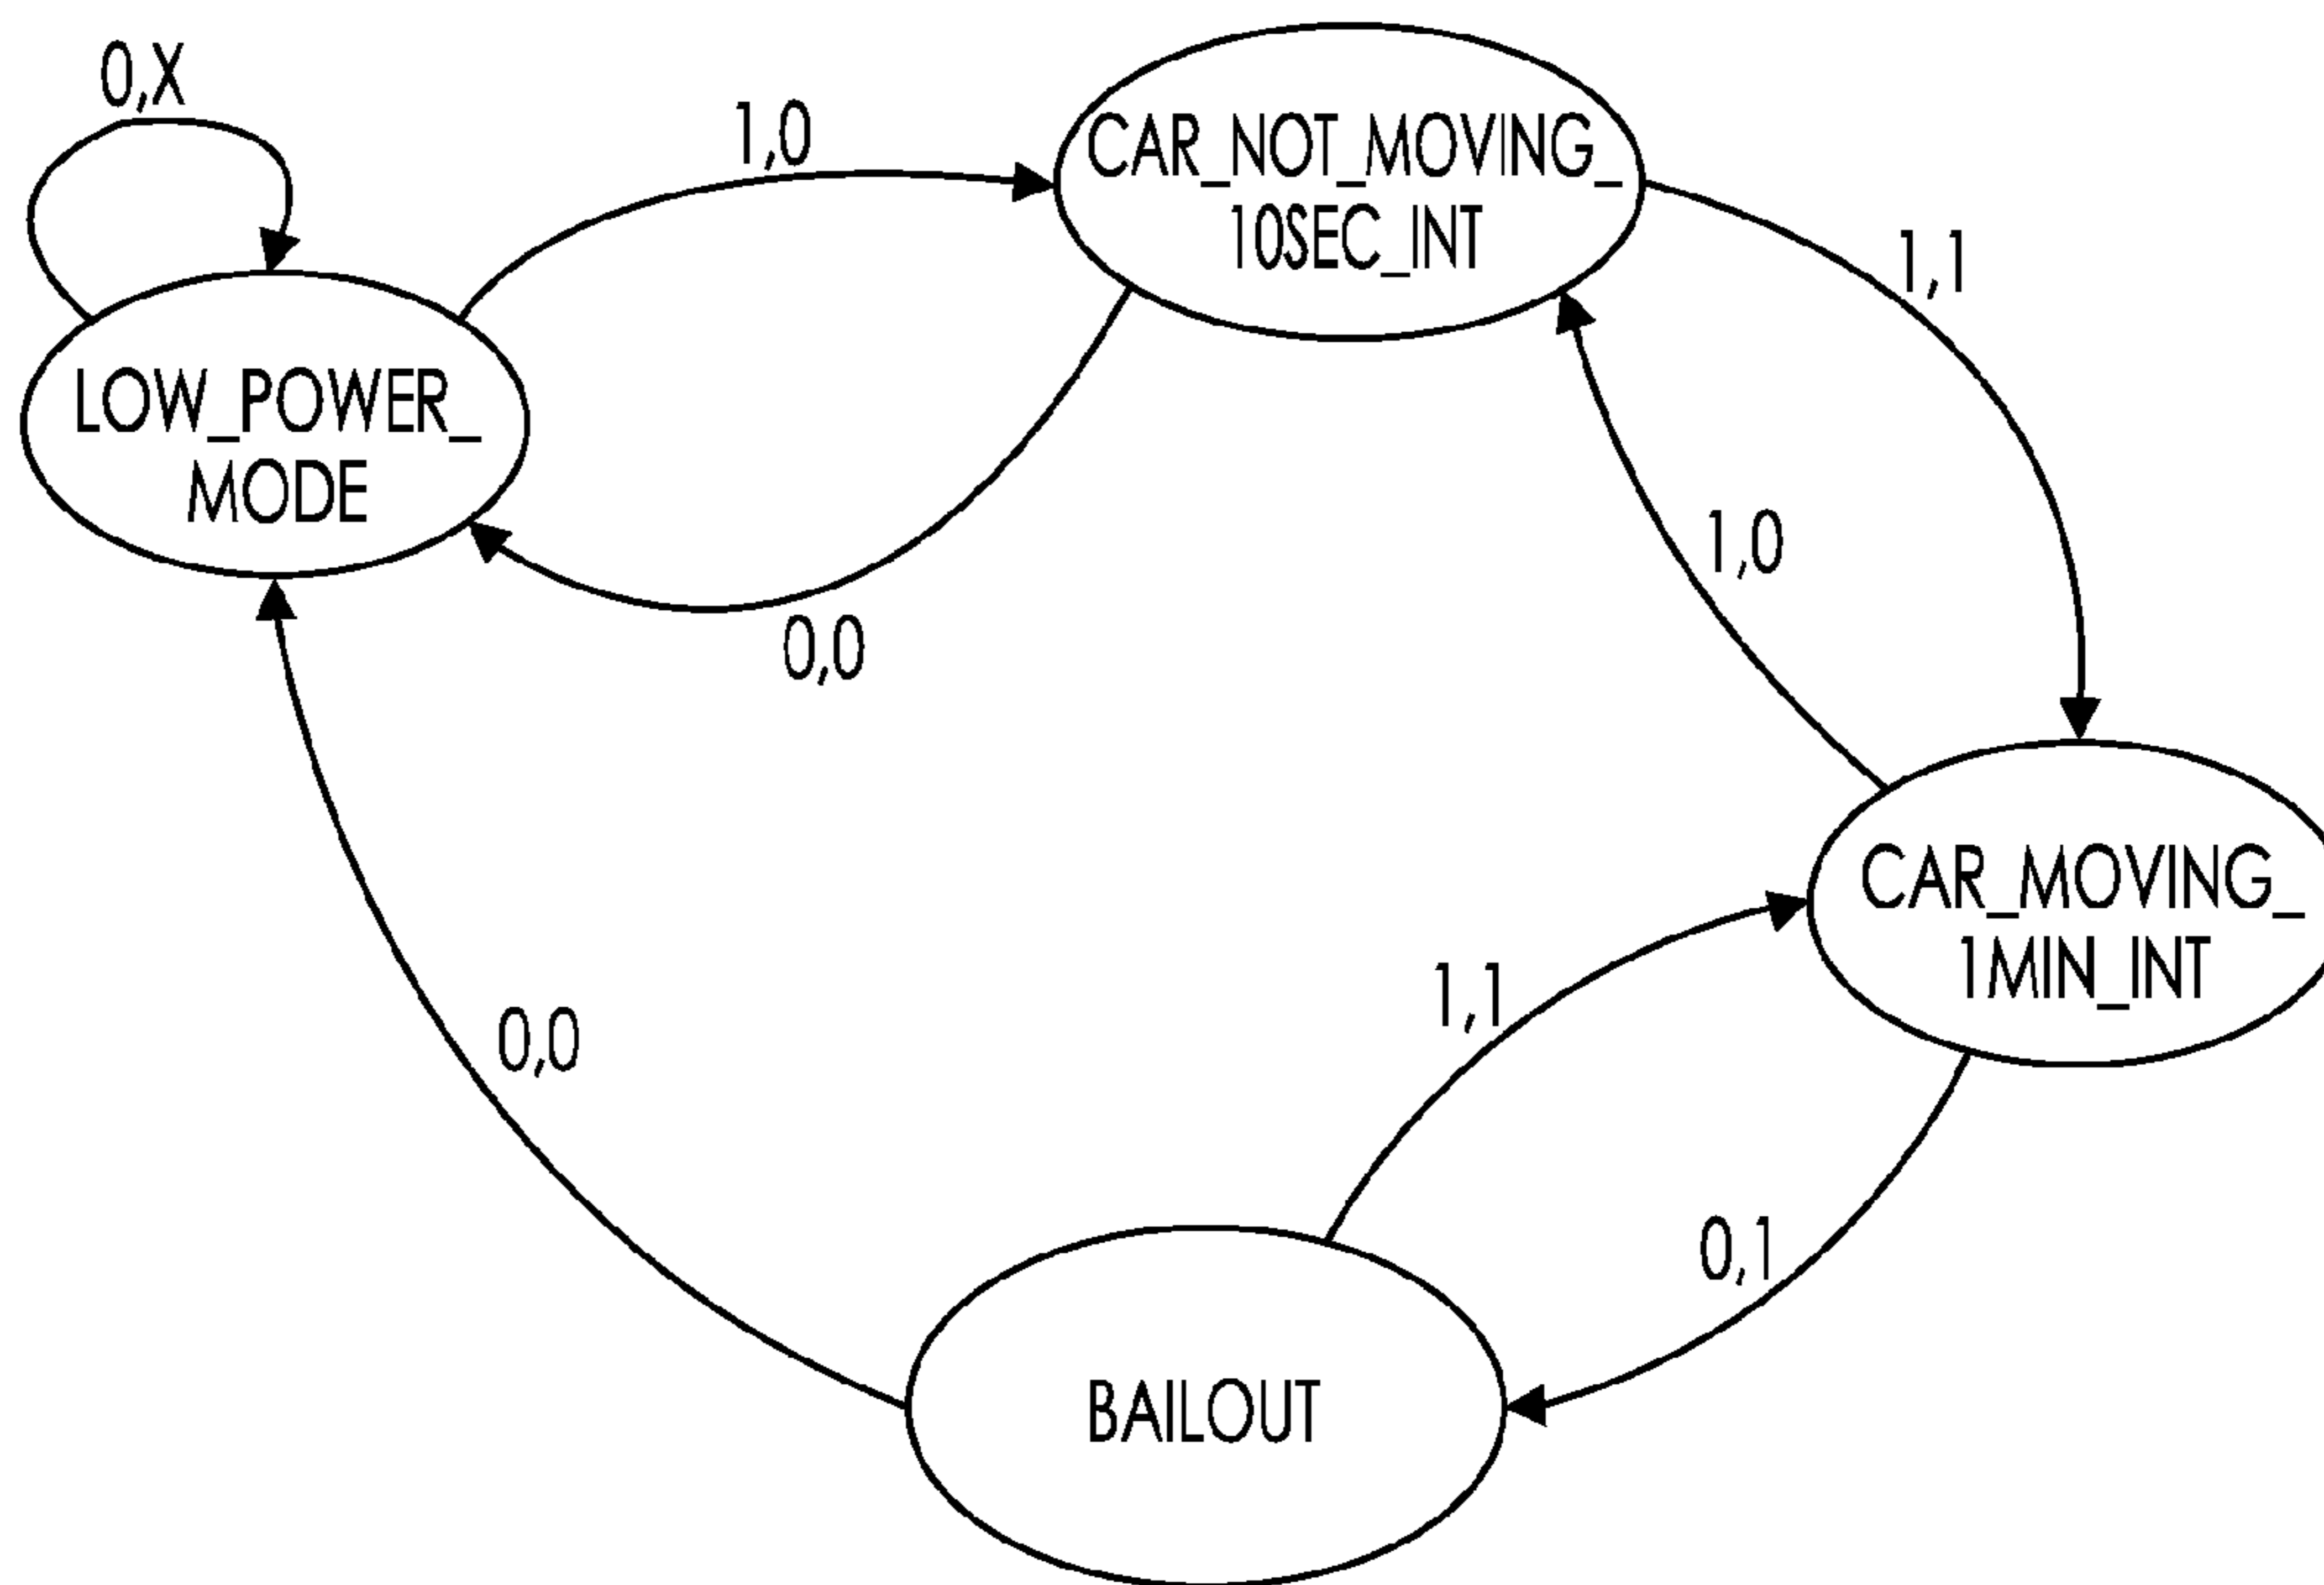 0,X
1,0
CAR_NOT_MOVING_
10SEC_INT
1,1
LOW_POWER_
MODE
1,0
0,0
CAR_MOVING_
1MIN_INT
1,1
0,0
0,1
BAILOUT